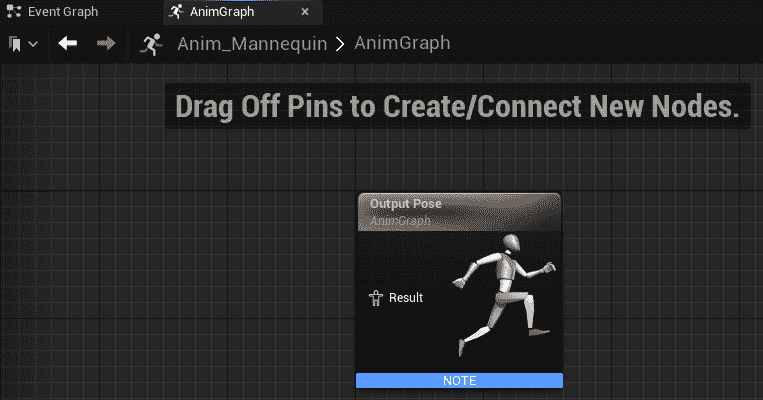 Event Graph
AnimGraph
Anim_Mannequin > AnimGraph
Drag Off Pins to Create/Connect New Nodes.
Output Pose
AnimGraph
Result
NOTE